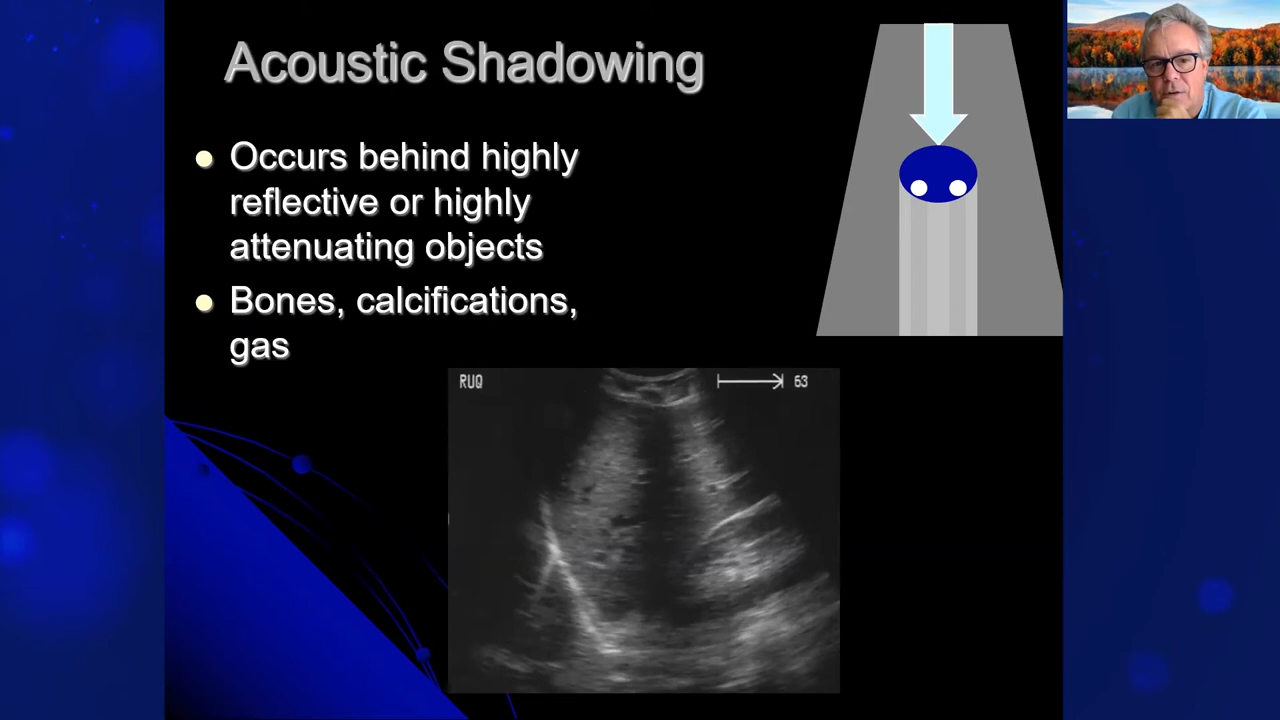 Acoustic Shadowing
Occurs behind highly
reflective or highly
attenuating objects
Bones, calcifications,
gas
RUQ
63